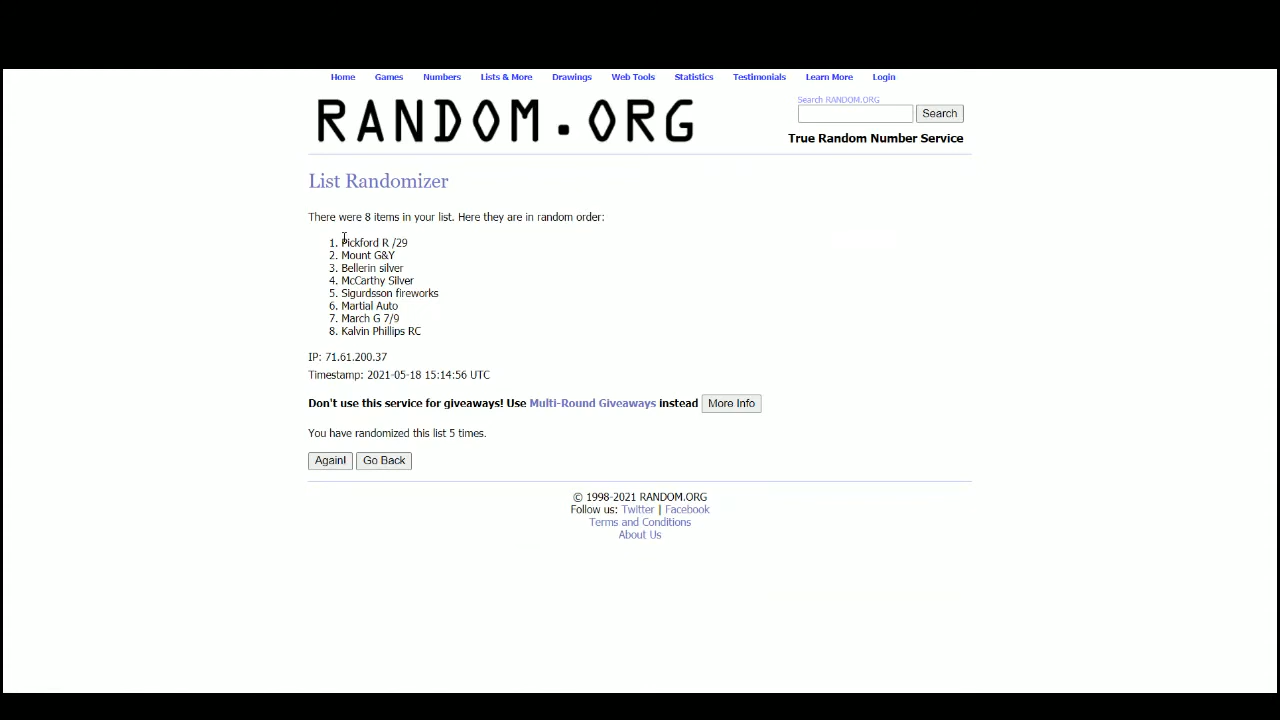 Home Games Numbers Lists & More Drawings Web Tools Statistics Testimonials Learn More Login
RANDOM.ORG
Search RANDOM.ORG
Search
True Random Number Service
List Randomizer
There were 8 items in your list. Here they are in random order:
1. Pickford R /29
2. Mount G&Y
3. Bellerin silver
4. McCarthy Silver
5. Sigurdsson fireworks
6. Martial Auto
7. March G 7/9
8. Kalvin Phillips RC
IP: 71.61.200.37
Timestamp: 2021-05-18 15:14:56 UTC
Don't use this service for giveaways! Use Multi-Round Giveaways instead More Info
You have randomized this list 5 times.
Again! Go Back
© 1998-2021 RANDOM.ORG
Follow us: Twitter | Facebook
Terms and Conditions
About Us